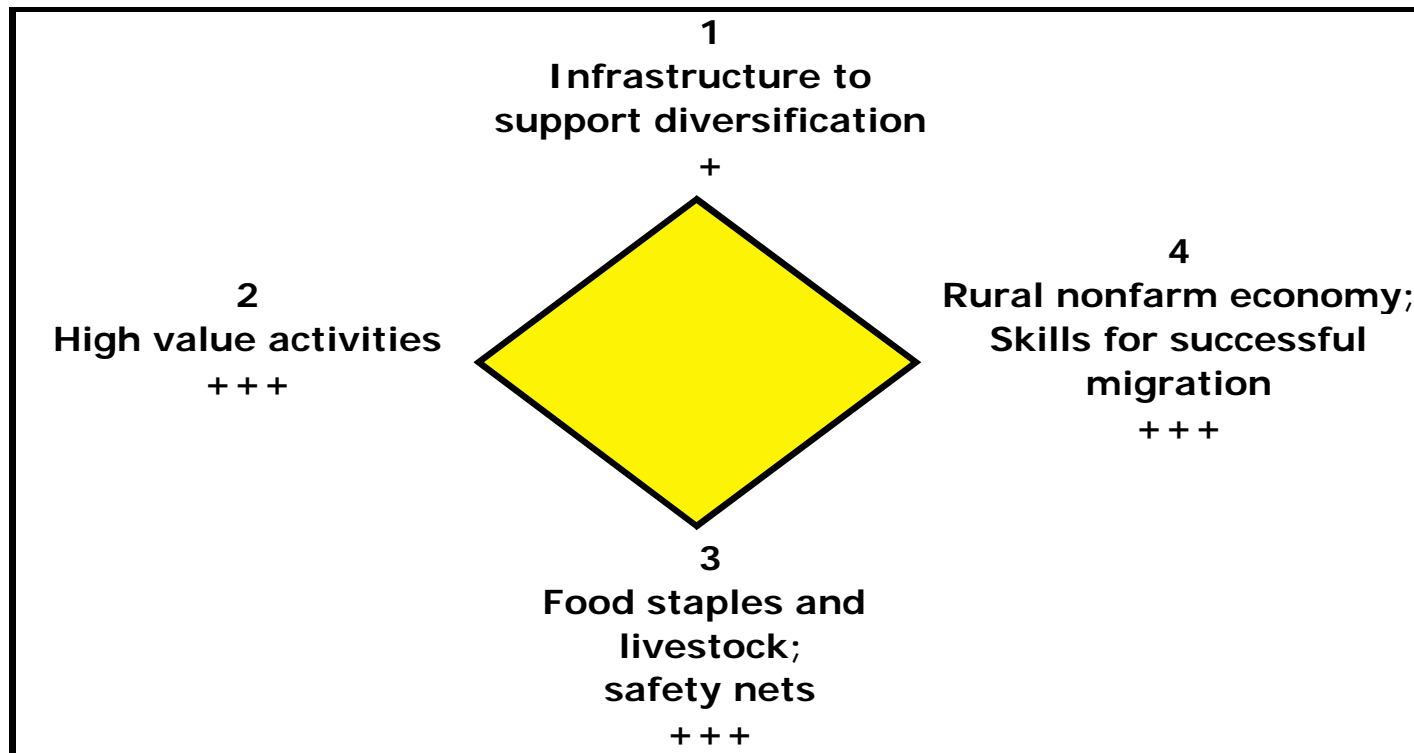 1
Infrastructure to
support diversification
+
2
High value activities
+++
4
Rural nonfarm economy;
Skills for successful
migration
+++
3
Food staples and
livestock;
safety nets
+++